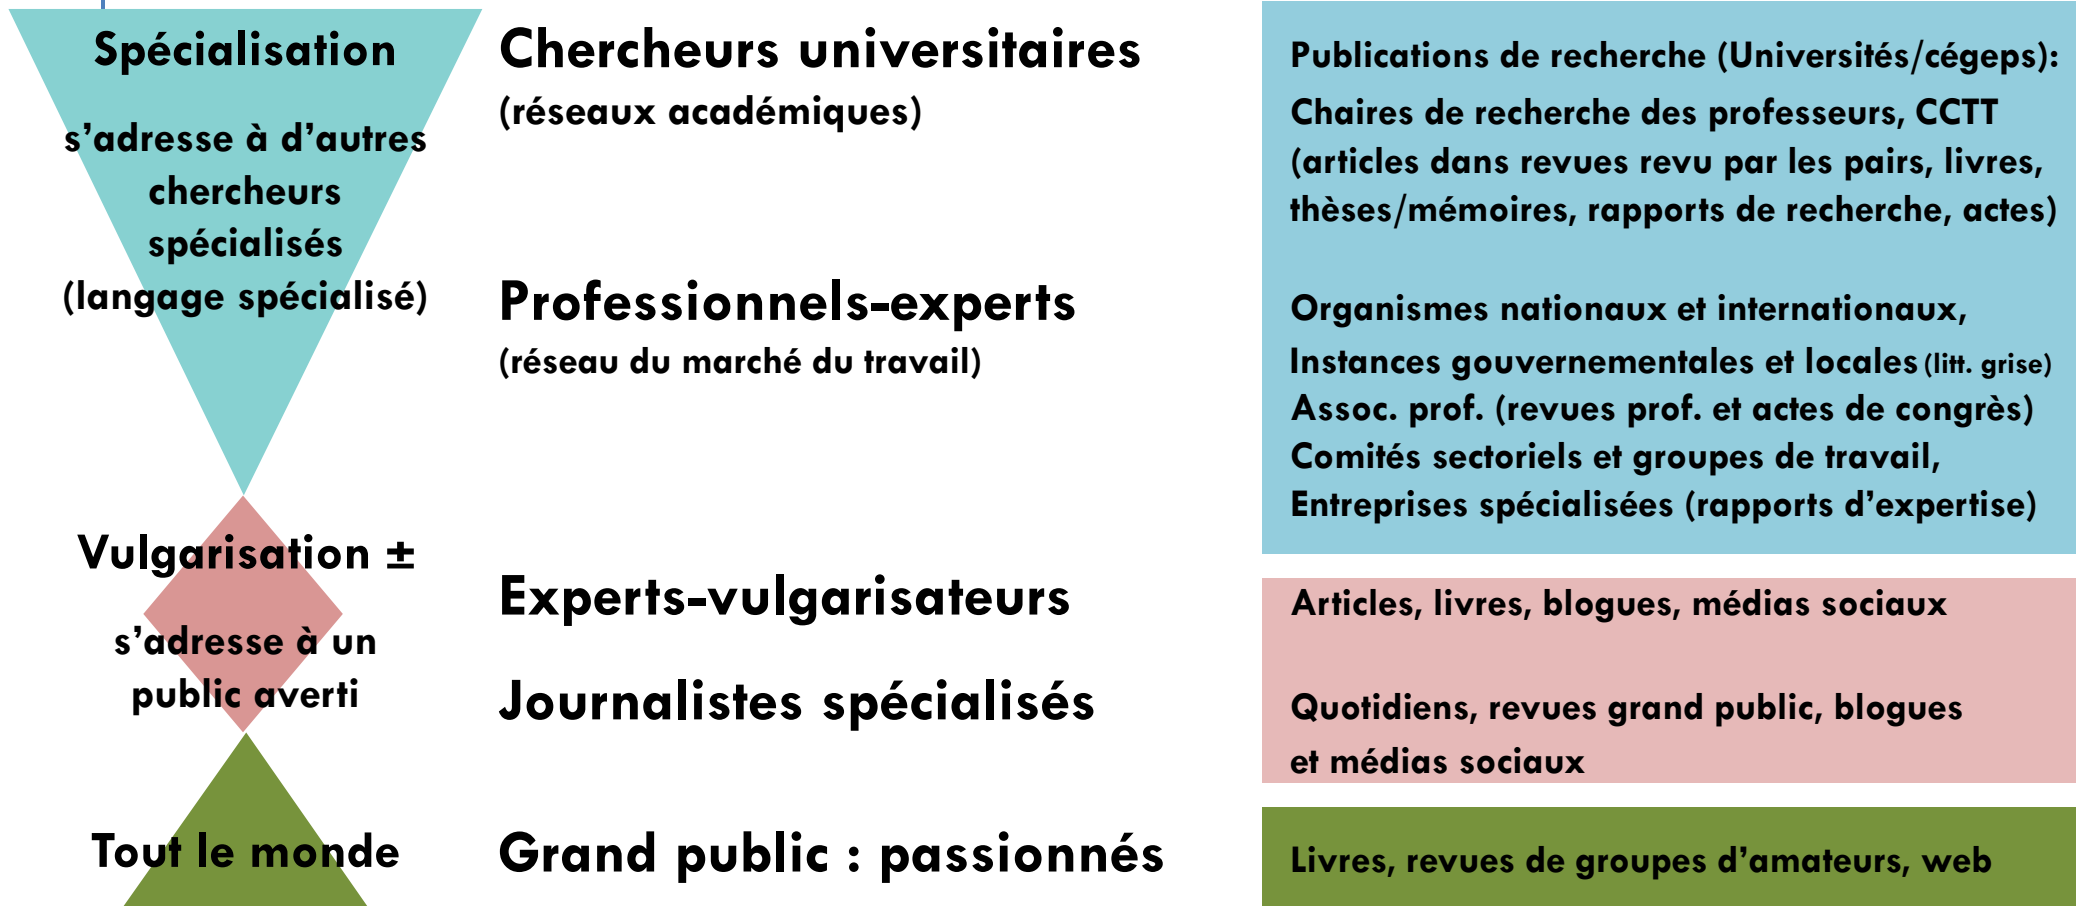 Spécialisation
s'adresse à d'autres
chercheurs
spécialisés
(langage spécialisé)
Chercheurs universitaires
(réseaux académiques)
Publications de recherche (Universités/cégeps):
Chaires de recherche des professeurs, CCTT
(articles dans revues revu par les pairs, livres,
thèses/mémoires, rapports de recherche, actes)
Professionnels-experts
(réseau du marché du travail)
Organismes nationaux et internationaux,
Instances gouvernementales et locales (litt. grise)
Assoc. prof. (revues prof. et actes de congrès)
Comités sectoriels et groupes de travail,
Entreprises spécialisées (rapports d'expertise)
Vulgarisation ±
s'adresse à un
public averti
Experts-vulgarisateurs
Articles, livres, blogues, médias sociaux
Journalistes spécialisés
Quotidiens, revues grand public, blogues
et médias sociaux
Tout le monde
Grand public : passionnés
Livres, revues de groupes d'amateurs, web